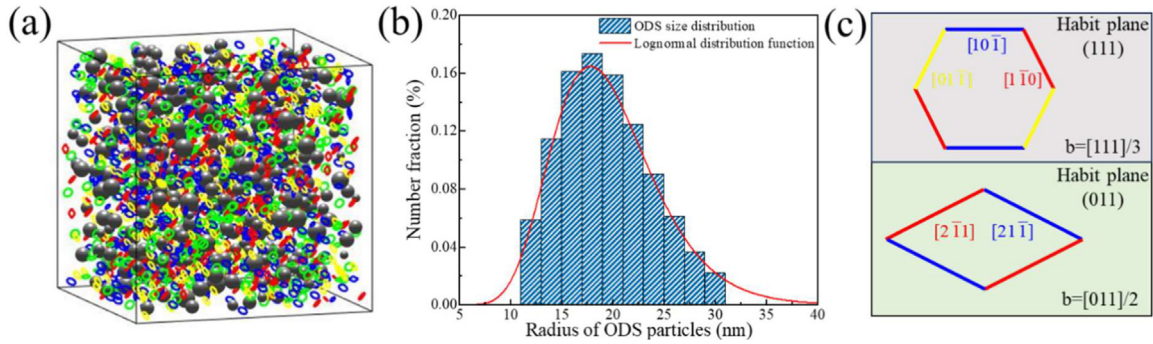 (a)
(b)
0.20
0.16
0.12
0.08
0.04
0.00
Number fraction (%)
ODS size distribution
Lognormal distribution function
5 10 15 20 25 30 35 40
Radius of ODS particles (nm)
(c)
Habit plane
(111)
[101̄]
[011̄]
[11̄0]
b=[111]/3
Habit plane
(011)
[21̄1]
[211̄]
b=[011]/2